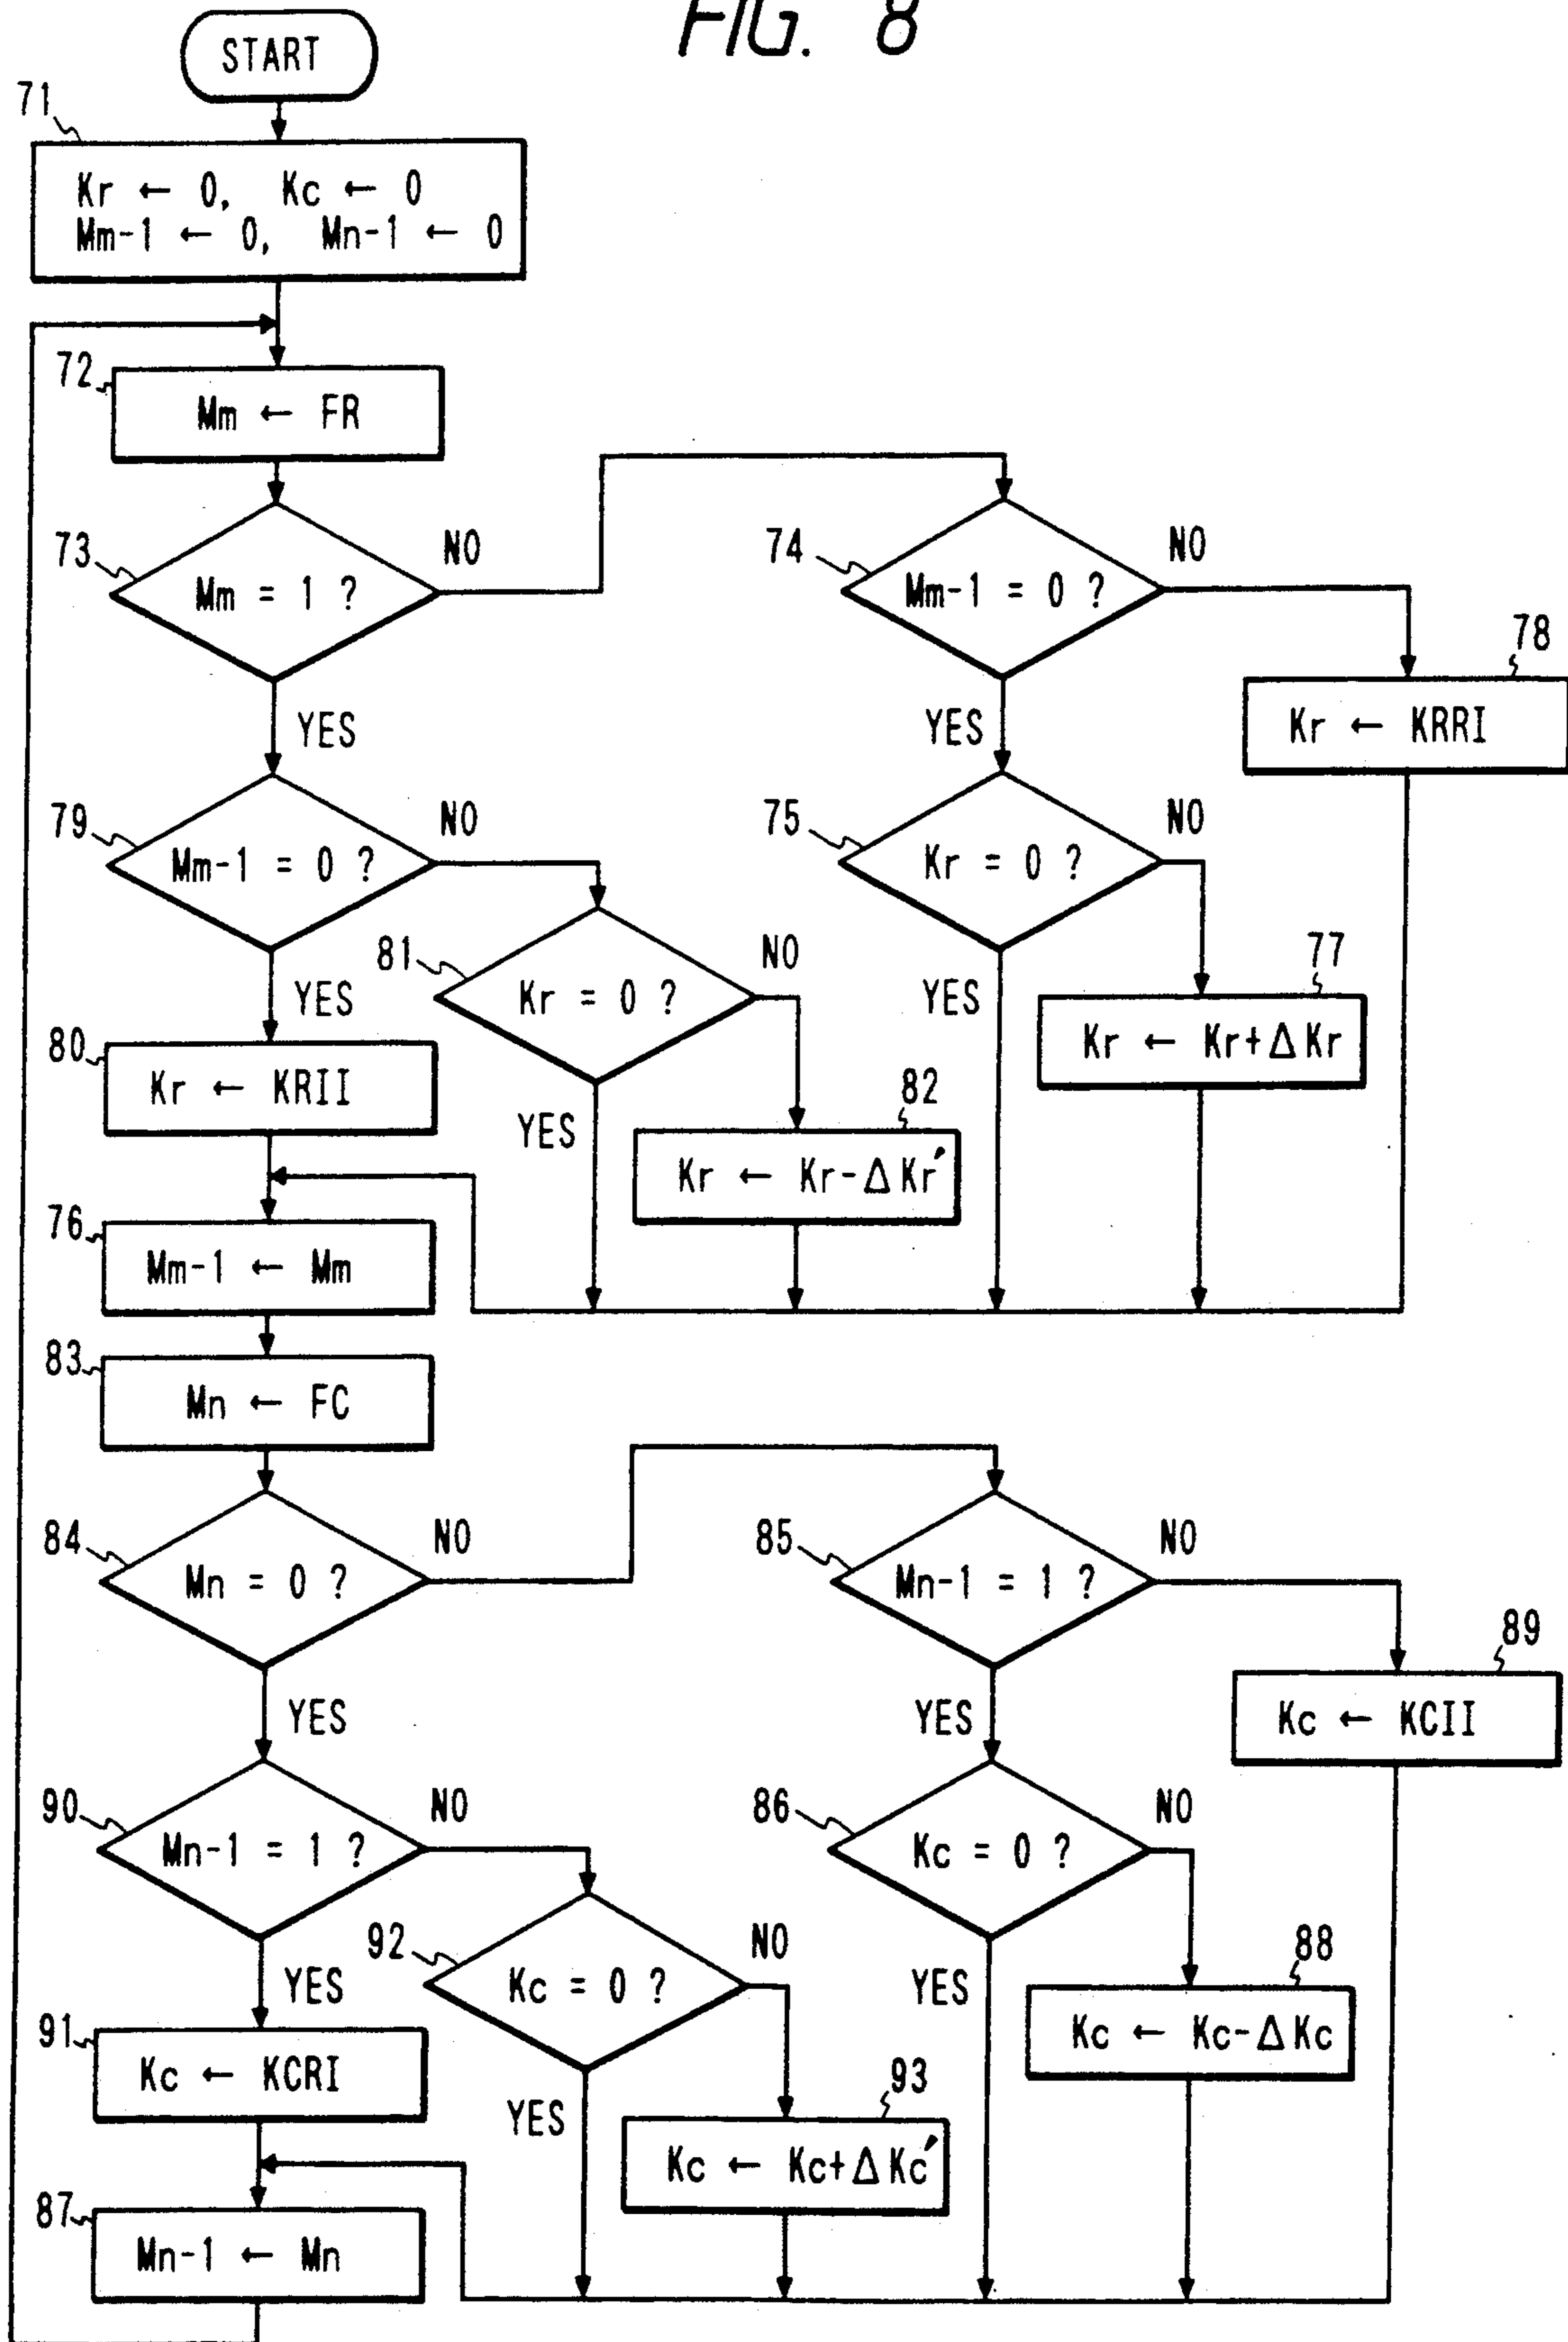 FIG. 8
START
71
Kr ← 0, Kc ← 0
Mm-1 ← 0, Mn-1 ← 0
72
Mm ← FR
73
Mm = 1 ?
NO
YES
74
Mm-1 = 0 ?
NO
YES
78
Kr ← KRRI
79
Mm-1 = 0 ?
NO
YES
75
Kr = 0 ?
NO
YES
81
Kr = 0 ?
NO
YES
77
Kr ← Kr+ΔKr
80
Kr ← KRII
82
Kr ← Kr-ΔKr′
76
Mm-1 ← Mm
83
Mn ← FC
84
Mn = 0 ?
NO
YES
85
Mn-1 = 1 ?
NO
YES
89
Kc ← KCII
90
Mn-1 = 1 ?
NO
YES
86
Kc = 0 ?
NO
YES
92
Kc = 0 ?
NO
YES
88
Kc ← Kc-ΔKc
91
Kc ← KCRI
93
Kc ← Kc+ΔKc′
87
Mn-1 ← Mn